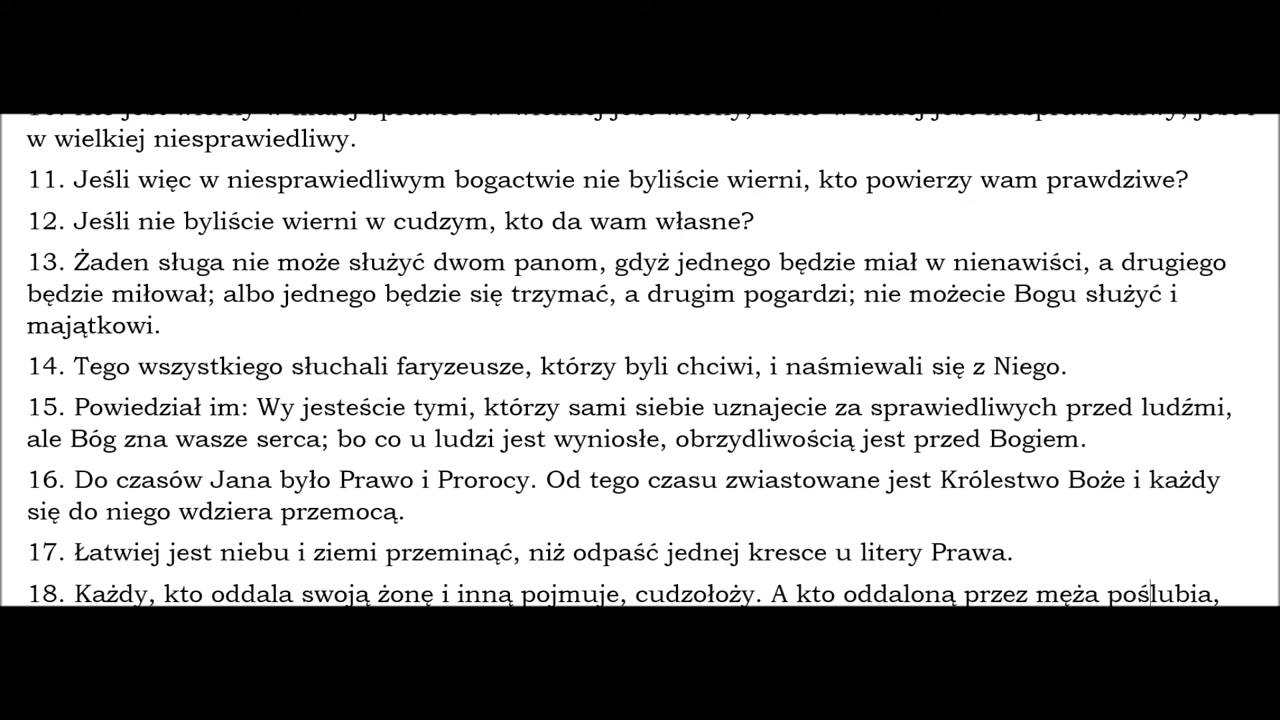 w wielkiej niesprawiedliwy.
11. Jeśli więc w niesprawiedliwym bogactwie nie byliście wierni, kto powierzy wam prawdziwe?
12. Jeśli nie byliście wierni w cudzym, kto da wam własne?
13. Żaden sługa nie może służyć dwom panom, gdyż jednego będzie miał w nienawiści, a drugiego
będzie miłował; albo jednego będzie się trzymać, a drugim pogardzi; nie możecie Bogu służyć i
majątkowi.
14. Tego wszystkiego słuchali faryzeusze, którzy byli chciwi, i naśmiewali się z Niego.
15. Powiedział im: Wy jesteście tymi, którzy sami siebie uznajecie za sprawiedliwych przed ludźmi,
ale Bóg zna wasze serca; bo co u ludzi jest wyniosłe, obrzydliwością jest przed Bogiem.
16. Do czasów Jana było Prawo i Prorocy. Od tego czasu zwiastowane jest Królestwo Boże i każdy
się do niego wdziera przemocą.
17. Łatwiej jest niebu i ziemi przeminąć, niż odpaść jednej kresce u litery Prawa.
18. Każdy, kto oddala swoją żonę i inną pojmuje, cudzołoży. A kto oddaloną przez męża poślubia,